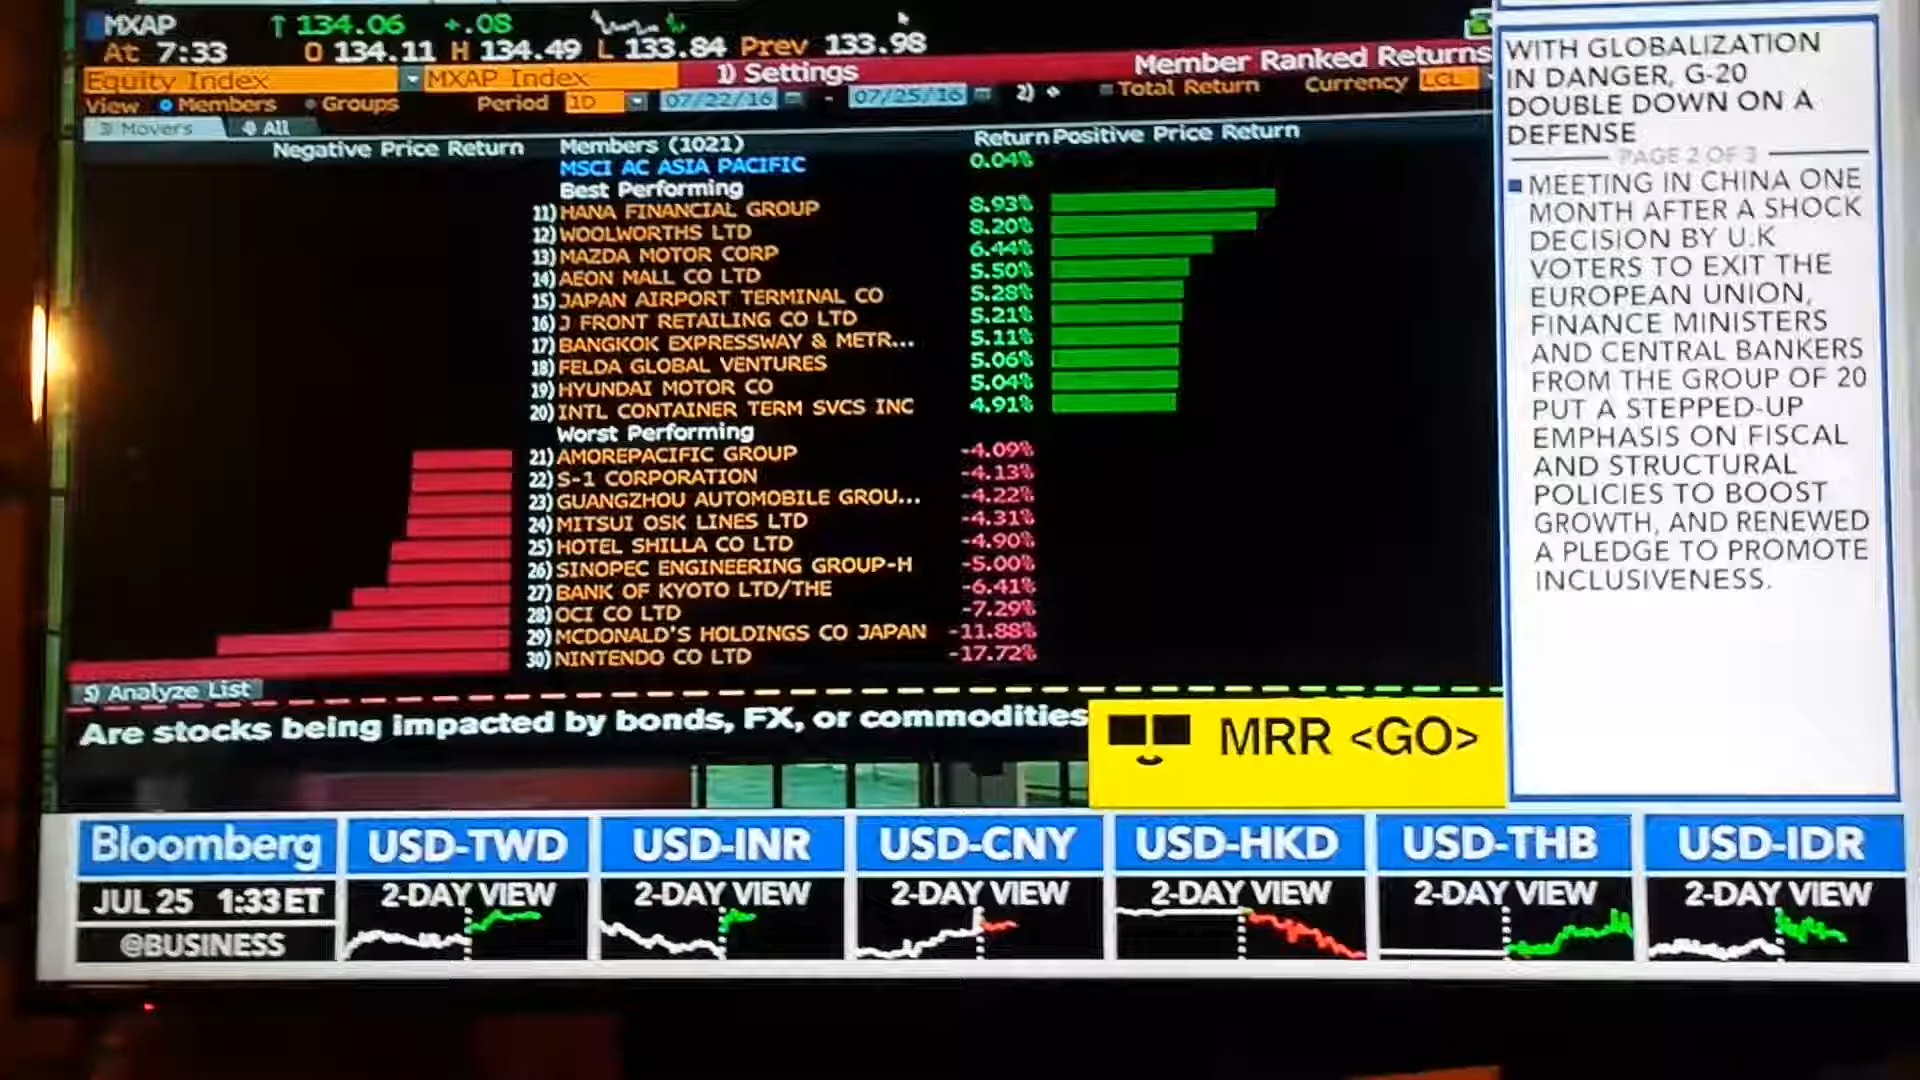 MXAP ↑ 134.06 +.08
At 7:33 O 134.11 H 134.49 L 133.84 Prev 133.98
Equity Index MXAP Index 1) Settings Member Ranked Returns
View Members Groups Period 1D 07/22/16 - 07/25/16 2) Total Return Currency LCL
3) Movers 4) All
Negative Price Return Members (1021) Return Positive Price Return
MSCI AC ASIA PACIFIC 0.04%
Best Performing
11) HANA FINANCIAL GROUP 8.93%
12) WOOLWORTHS LTD 8.20%
13) MAZDA MOTOR CORP 6.44%
14) AEON MALL CO LTD 5.50%
15) JAPAN AIRPORT TERMINAL CO 5.28%
16) J FRONT RETAILING CO LTD 5.21%
17) BANGKOK EXPRESSWAY & METR... 5.11%
18) FELDA GLOBAL VENTURES 5.06%
19) HYUNDAI MOTOR CO 5.04%
20) INTL CONTAINER TERM SVCS INC 4.91%
Worst Performing
21) AMOREPACIFIC GROUP -4.09%
22) S-1 CORPORATION -4.13%
23) GUANGZHOU AUTOMOBILE GROU... -4.22%
24) MITSUI OSK LINES LTD -4.31%
25) HOTEL SHILLA CO LTD -4.90%
26) SINOPEC ENGINEERING GROUP-H -5.00%
27) BANK OF KYOTO LTD/THE -6.41%
28) OCI CO LTD -7.29%
29) MCDONALD'S HOLDINGS CO JAPAN -11.88%
30) NINTENDO CO LTD -17.72%
5) Analyze List
Are stocks being impacted by bonds, FX, or commodities
MRR <GO>
WITH GLOBALIZATION
IN DANGER, G-20
DOUBLE DOWN ON A
DEFENSE
PAGE 2 OF 3
MEETING IN CHINA ONE
MONTH AFTER A SHOCK
DECISION BY U.K
VOTERS TO EXIT THE
EUROPEAN UNION,
FINANCE MINISTERS
AND CENTRAL BANKERS
FROM THE GROUP OF 20
PUT A STEPPED-UP
EMPHASIS ON FISCAL
AND STRUCTURAL
POLICIES TO BOOST
GROWTH, AND RENEWED
A PLEDGE TO PROMOTE
INCLUSIVENESS.
Bloomberg USD-TWD USD-INR USD-CNY USD-HKD USD-THB USD-IDR
JUL 25 1:33 ET 2-DAY VIEW 2-DAY VIEW 2-DAY VIEW 2-DAY VIEW 2-DAY VIEW 2-DAY VIEW
@BUSINESS